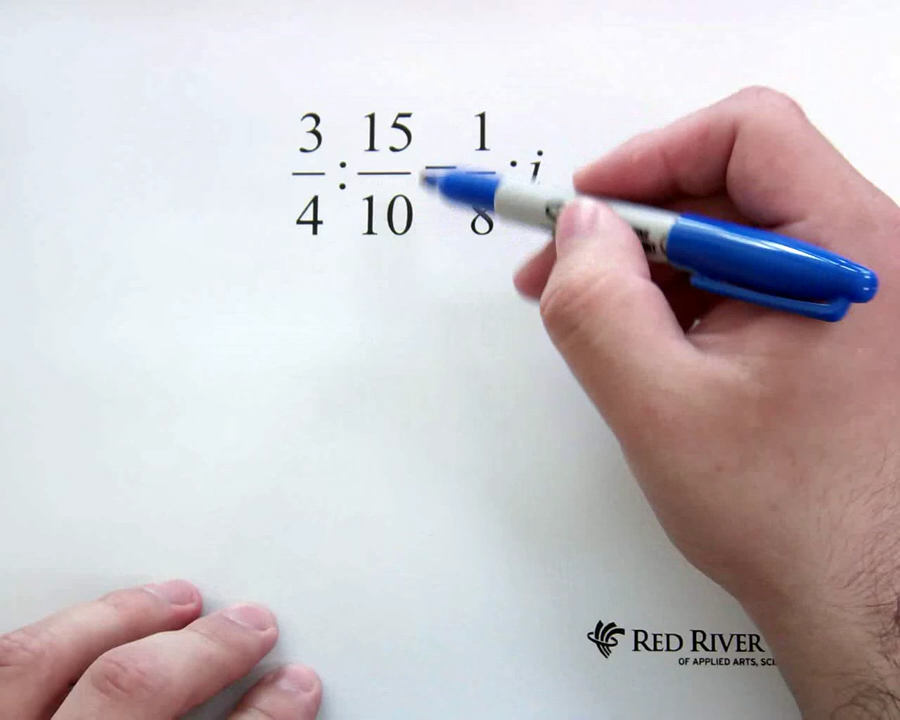 3/4 : 15/10 = 1/8 : j
RED RIVER
OF APPLIED ARTS, SCI